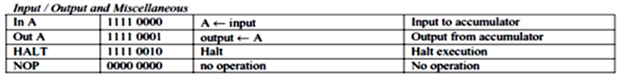 Input / Output and Miscellaneous
In A 1111 0000 A ← input Input to accumulator
Out A 1111 0001 output ← A Output from accumulator
HALT 1111 0010 Halt Halt execution
NOP 0000 0000 no operation No operation